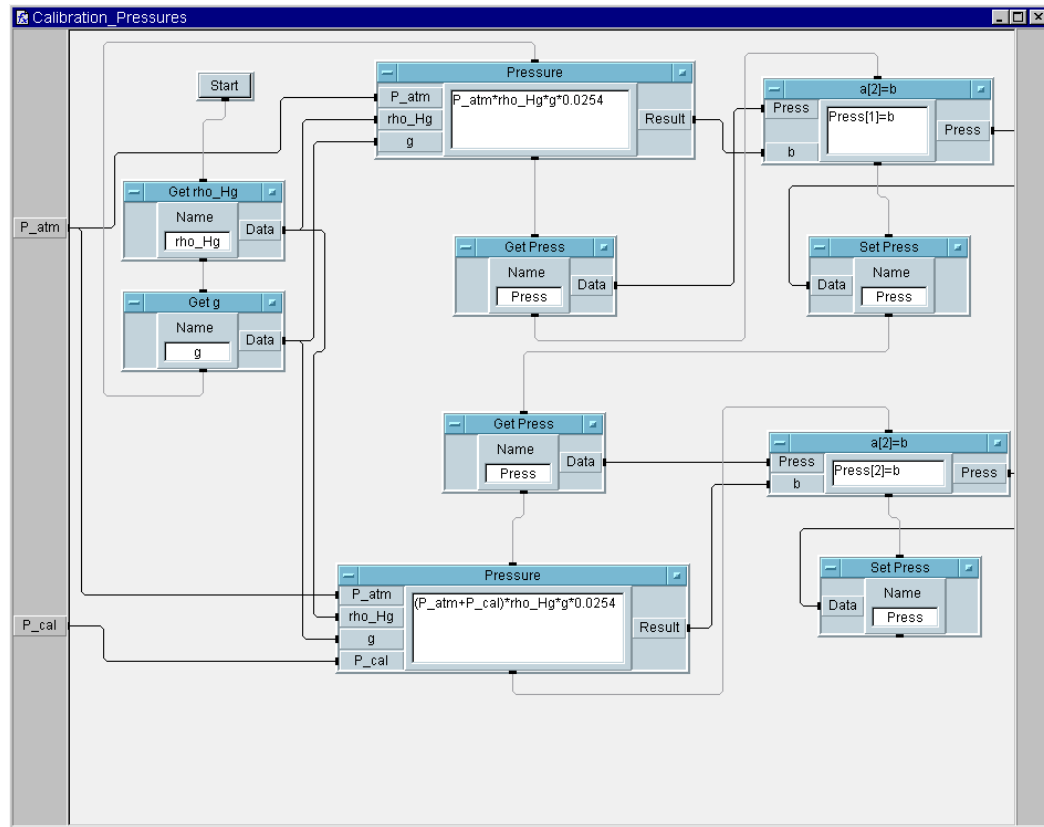 Calibration_Pressures
Start
Pressure
P_atm
rho_Hg
g
P_atm*rho_Hg*g*0.0254
Result
a[2]=b
Press
b
Press[1]=b
Press
Get rho_Hg
Name
rho_Hg
Data
P_atm
Get Press
Name
Press
Data
Set Press
Data
Name
Press
Get g
Name
g
Data
Get Press
Name
Press
Data
a[2]=b
Press
b
Press[2]=b
Press
Pressure
P_atm
rho_Hg
g
P_cal
(P_atm+P_cal)*rho_Hg*g*0.0254
Result
Set Press
Data
Name
Press
P_cal